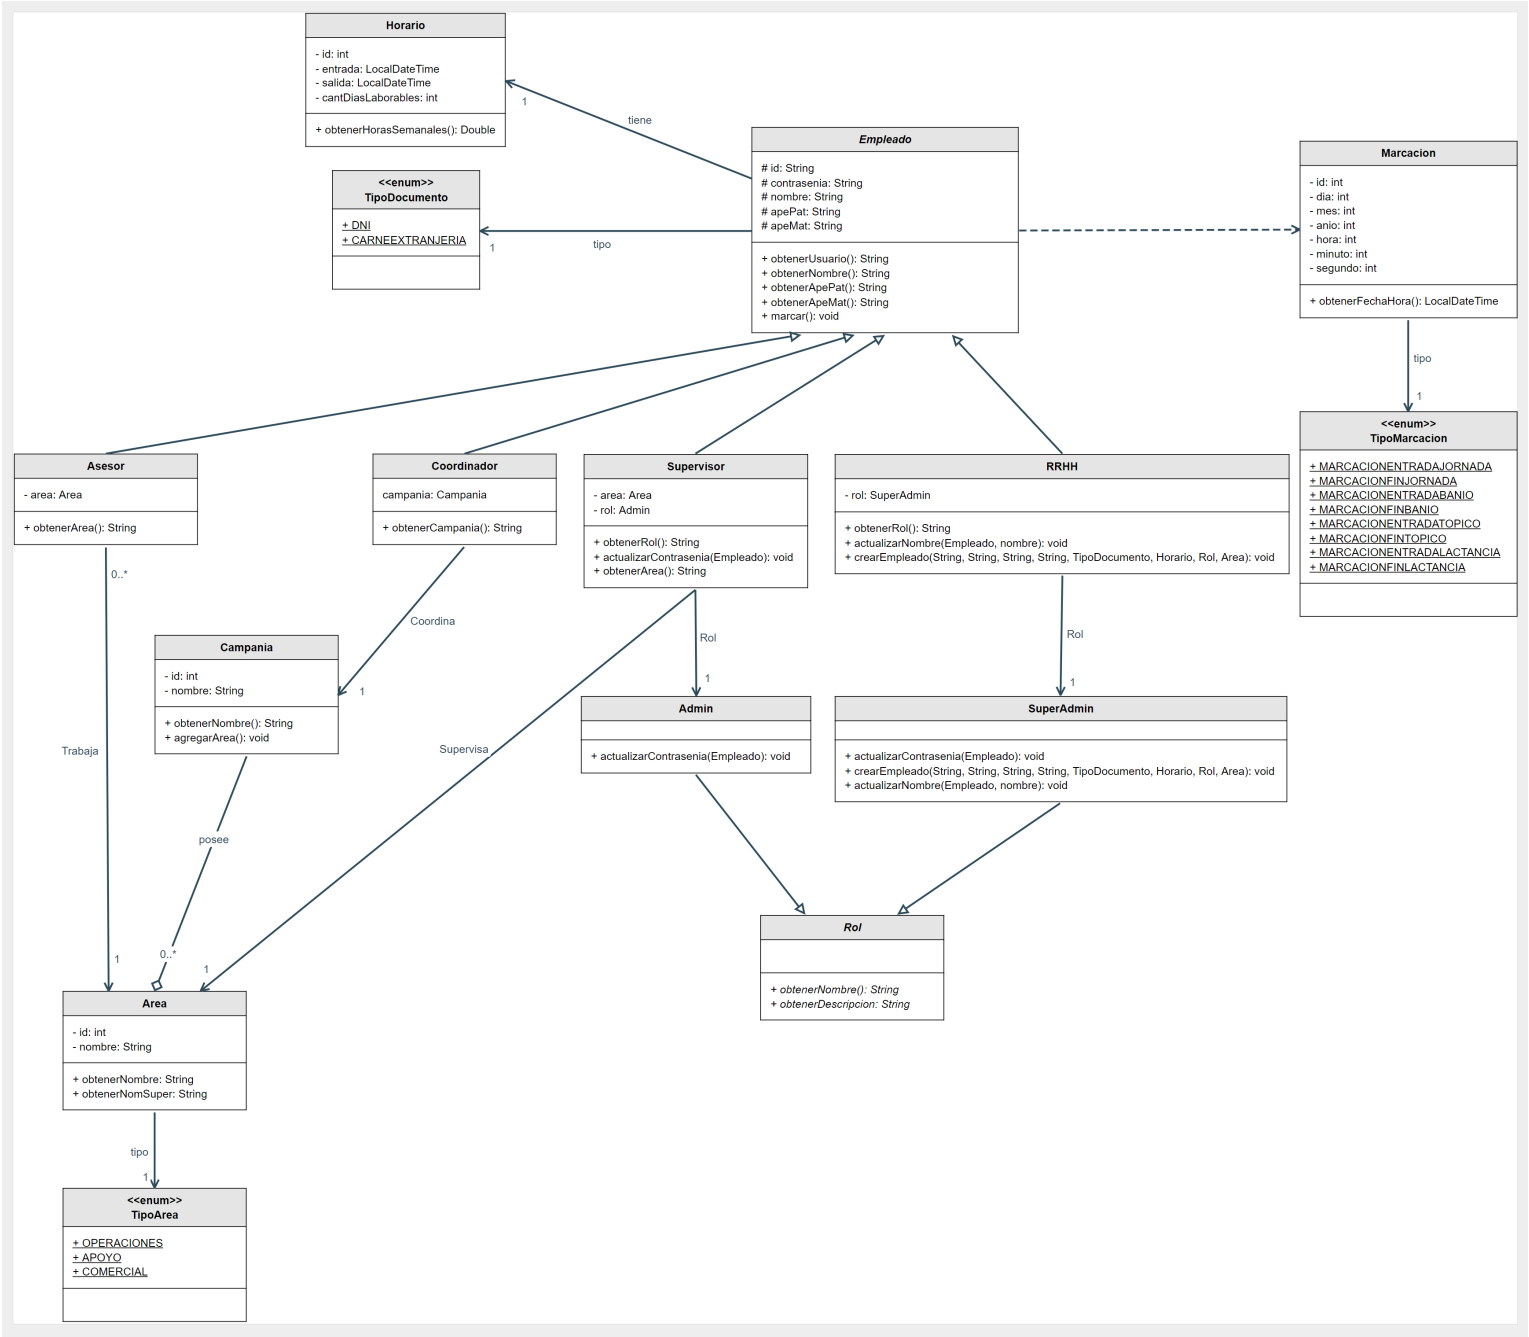 Horario
- id: int
- entrada: LocalDateTime
- salida: LocalDateTime
- cantDiasLaborables: int
+ obtenerHorasSemanales(): Double
1
tiene
<<enum>>
TipoDocumento
+ DNI
+ CARNEEXTRANJERIA
1
tipo
Empleado
# id: String
# contrasenia: String
# nombre: String
# apePat: String
# apeMat: String
+ obtenerUsuario(): String
+ obtenerNombre(): String
+ obtenerApePat(): String
+ obtenerApeMat(): String
+ marcar(): void
Marcacion
- id: int
- dia: int
- mes: int
- anio: int
- hora: int
- minuto: int
- segundo: int
+ obtenerFechaHora(): LocalDateTime
tipo
1
<<enum>>
TipoMarcacion
+ MARCACIONENTRADAJORNADA
+ MARCACIONFINJORNADA
+ MARCACIONENTRADABANIO
+ MARCACIONFINBANIO
+ MARCACIONENTRADATOPICO
+ MARCACIONFINTOPICO
+ MARCACIONENTRADALACTANCIA
+ MARCACIONFINLACTANCIA
Asesor
- area: Area
+ obtenerArea(): String
0..*
Trabaja
1
Coordinador
campania: Campania
+ obtenerCampania(): String
Coordina
1
Supervisor
- area: Area
- rol: Admin
+ obtenerRol(): String
+ actualizarContrasenia(Empleado): void
+ obtenerArea(): String
Rol
1
Supervisa
1
RRHH
- rol: SuperAdmin
+ obtenerRol(): String
+ actualizarNombre(Empleado, nombre): void
+ crearEmpleado(String, String, String, String, TipoDocumento, Horario, Rol, Area): void
Rol
1
Campania
- id: int
- nombre: String
+ obtenerNombre(): String
+ agregarArea(): void
posee
0..*
Admin
+ actualizarContrasenia(Empleado): void
SuperAdmin
+ actualizarContrasenia(Empleado): void
+ crearEmpleado(String, String, String, String, TipoDocumento, Horario, Rol, Area): void
+ actualizarNombre(Empleado, nombre): void
Rol
+ obtenerNombre(): String
+ obtenerDescripcion: String
Area
- id: int
- nombre: String
+ obtenerNombre: String
+ obtenerNomSuper: String
tipo
1
<<enum>>
TipoArea
+ OPERACIONES
+ APOYO
+ COMERCIAL